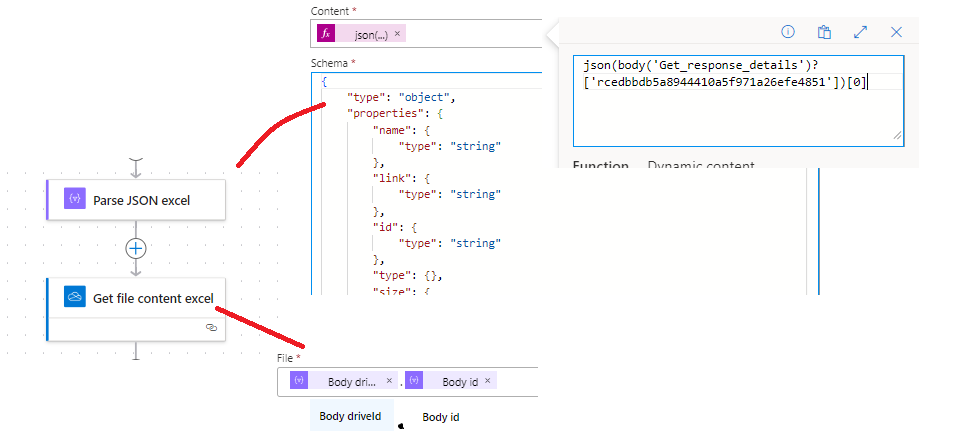 Content *
fx json(...) ×
Schema *
{
"type": "object",
"properties": {
"name": {
"type": "string"
},
"link": {
"type": "string"
},
"id": {
"type": "string"
},
"type": {},
"size": {
json(body('Get_response_details')?
['rcedbbdb5a8944410a5f971a26efe4851'])[0]
Function Dynamic content
Parse JSON excel
Get file content excel
File *
Body dri... × . Body id ×
Body driveId Body id